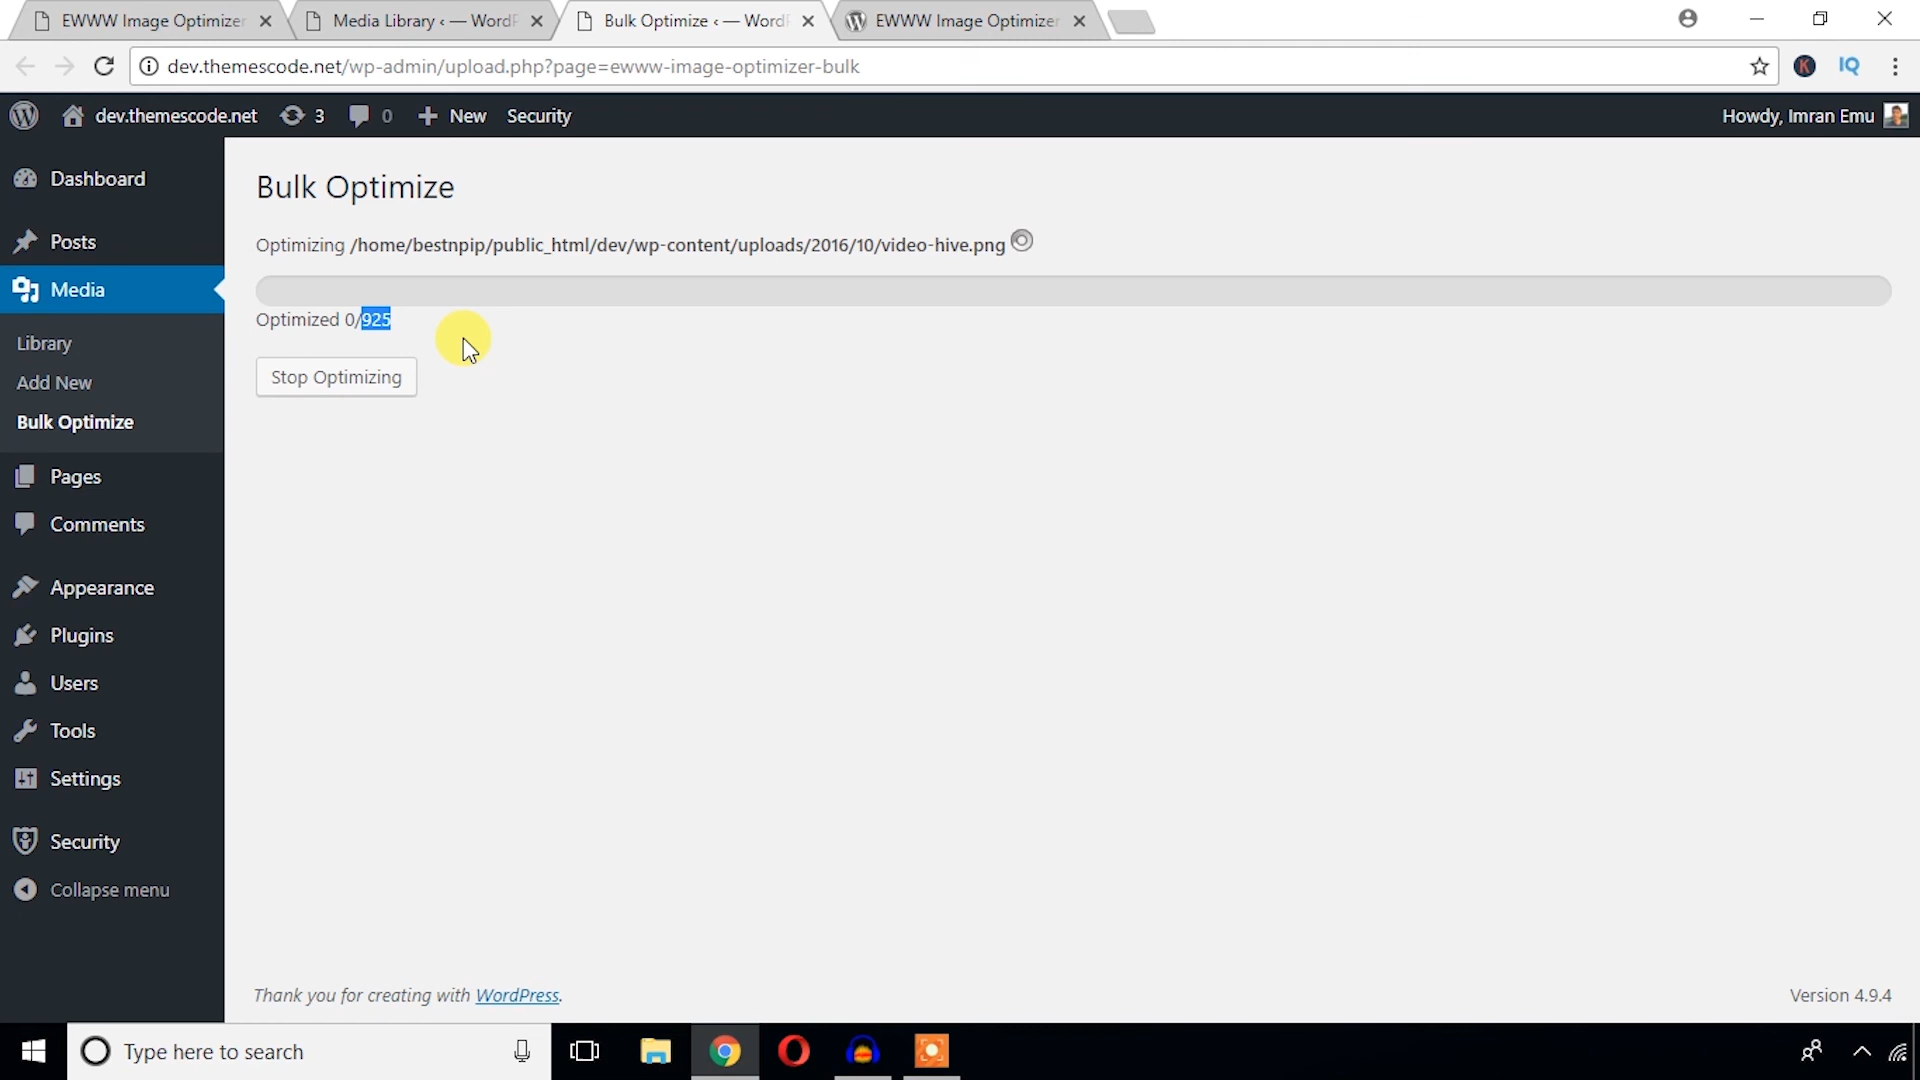 EWWW Image Optimizer
Media Library ‹ — WordP
Bulk Optimize ‹ — WordP
EWWW Image Optimizer
dev.themescode.net/wp-admin/upload.php?page=ewww-image-optimizer-bulk
K
IQ
dev.themescode.net
3
0
New
Security
Howdy, Imran Emu
Dashboard
Posts
Media
Library
Add New
Bulk Optimize
Pages
Comments
Appearance
Plugins
Users
Tools
Settings
Security
Collapse menu
Bulk Optimize
Optimizing /home/bestnpip/public_html/dev/wp-content/uploads/2016/10/video-hive.png
Optimized 0/925
Stop Optimizing
Thank you for creating with WordPress.
Version 4.9.4
Type here to search